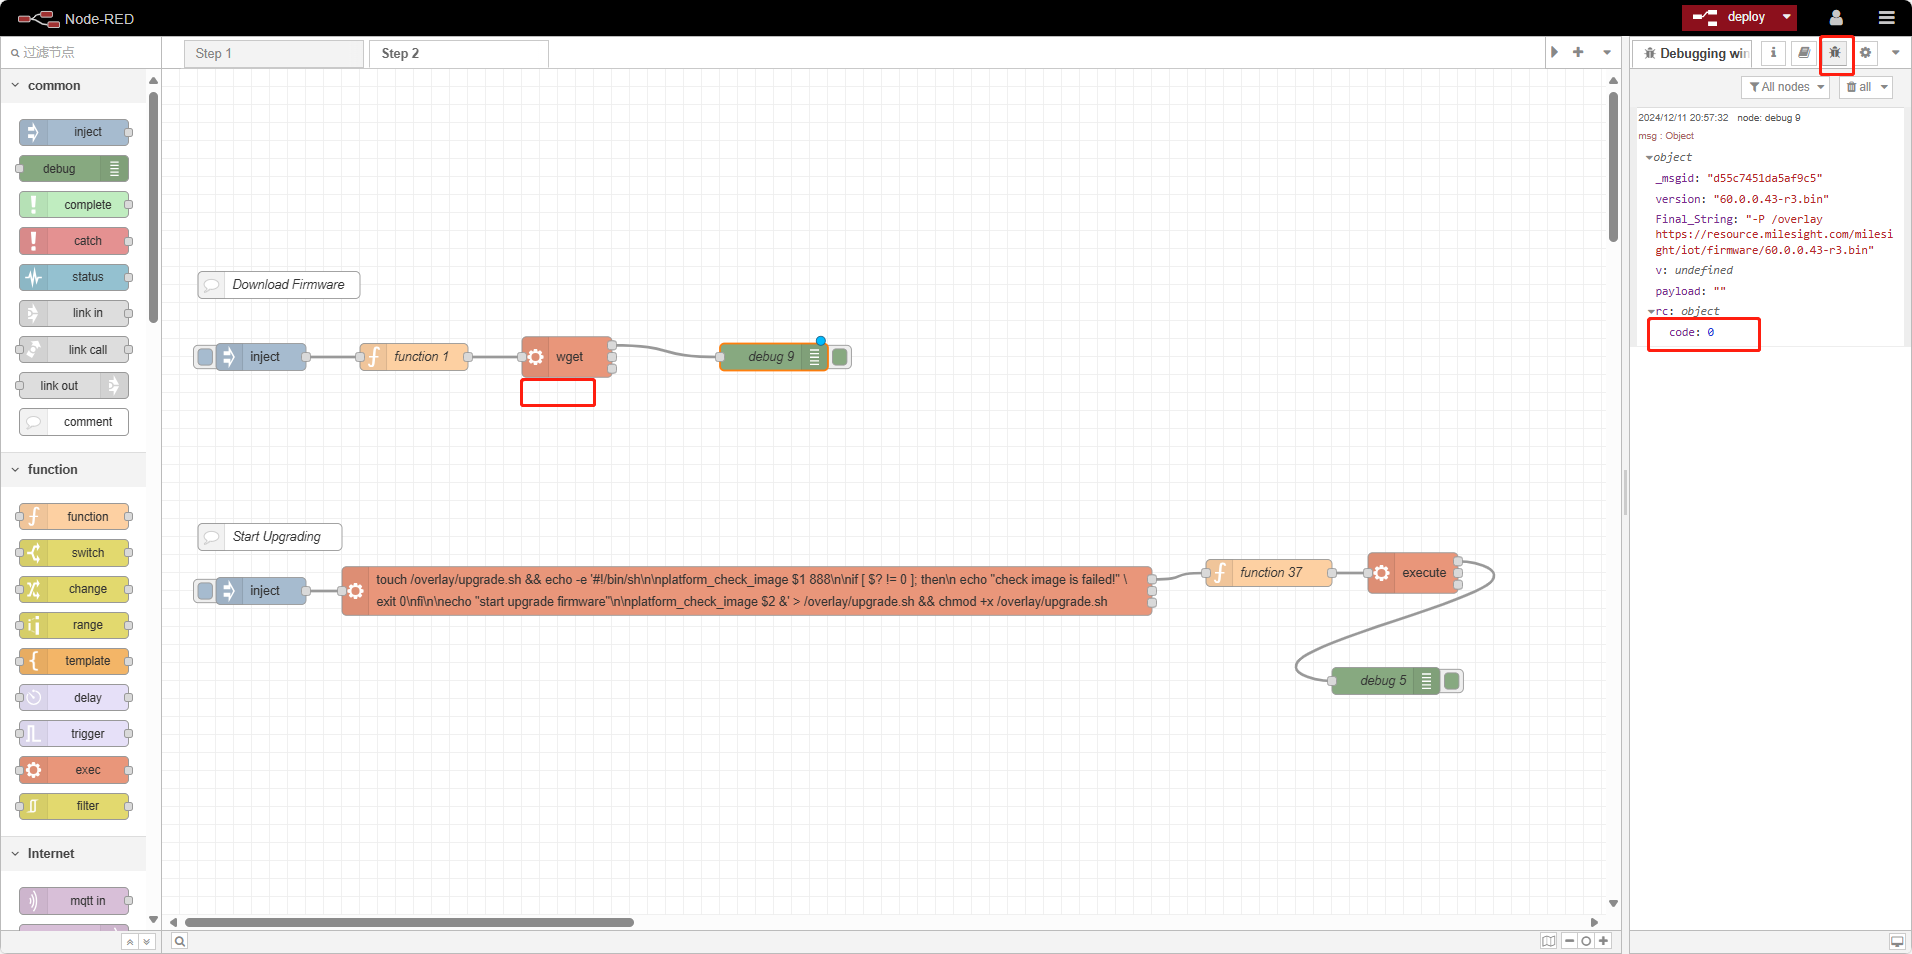 Node-RED
deploy
过滤节点
Step 1
Step 2
Debugging win
common
inject
debug
complete
catch
status
link in
link call
link out
comment
function
function
switch
change
range
template
delay
trigger
exec
filter
Internet
mqtt in
Download Firmware
inject
function 1
wget
debug 9
Start Upgrading
inject
touch /overlay/upgrade.sh && echo -e '#!/bin/sh\n\nplatform_check_image $1 888\n\nif [ $? != 0 ]; then\n echo "check image is failed!" \
exit 0\nfi\n\necho "start upgrade firmware"\n\nplatform_check_image $2 &' > /overlay/upgrade.sh && chmod +x /overlay/upgrade.sh
function 37
execute
debug 5
All nodes
all
2024/12/11 20:57:32 node: debug 9
msg : Object
object
_msgid: "d55c7451da5af9c5"
version: "60.0.0.43-r3.bin"
Final_String: "-P /overlay
https://resource.milesight.com/milesi
ght/iot/firmware/60.0.0.43-r3.bin"
v: undefined
payload: ""
rc: object
code: 0